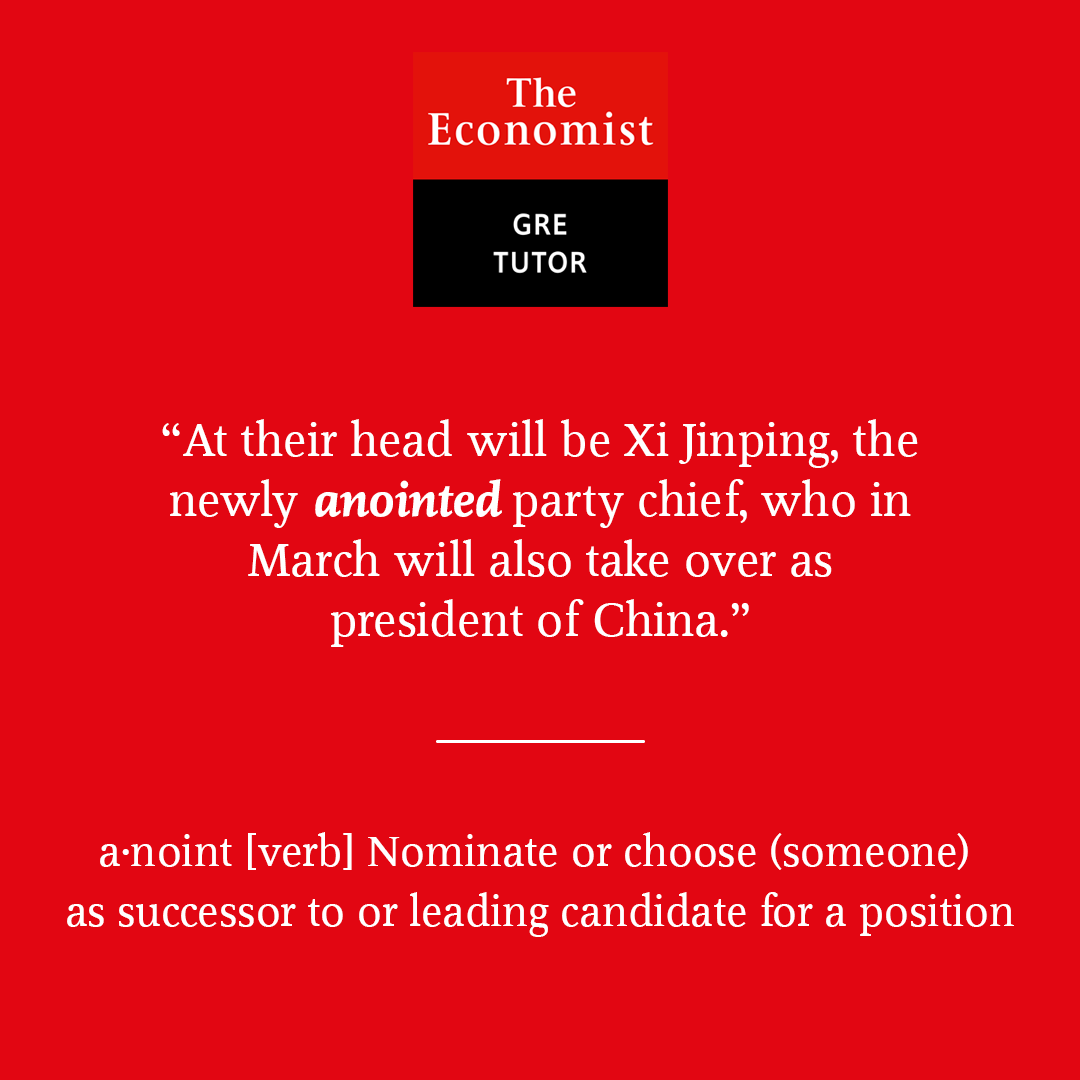 The
Economist
GRE
TUTOR
“At their head will be Xi Jinping, the
newly anointed party chief, who in
March will also take over as
president of China.”
a·noint [verb] Nominate or choose (someone)
as successor to or leading candidate for a position